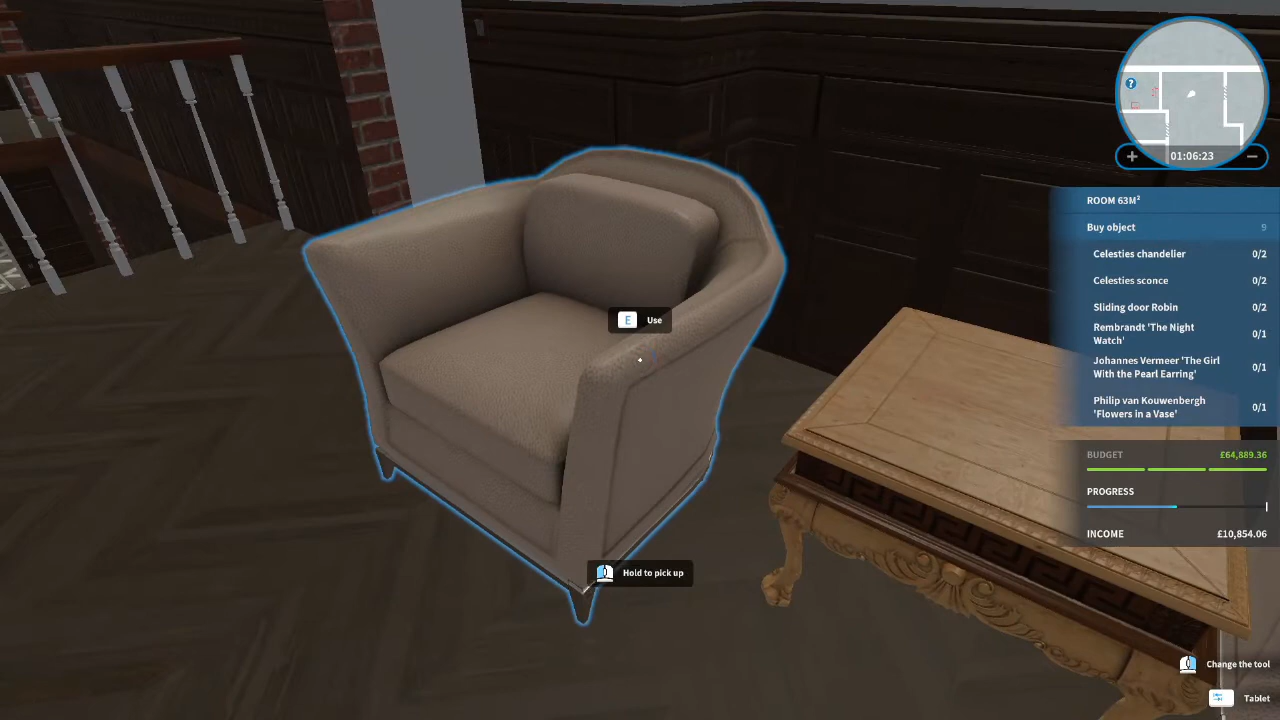 ?
+ 01:06:23 −
ROOM 63M²
Buy object 9
Celesties chandelier 0/2
Celesties sconce 0/2
Sliding door Robin 0/2
Rembrandt 'The Night
Watch' 0/1
Johannes Vermeer 'The Girl
With the Pearl Earring' 0/1
Philip van Kouwenbergh
'Flowers in a Vase' 0/1
BUDGET £64,889.36
PROGRESS
INCOME £10,854.06
E Use
Hold to pick up
Change the tool
Tablet